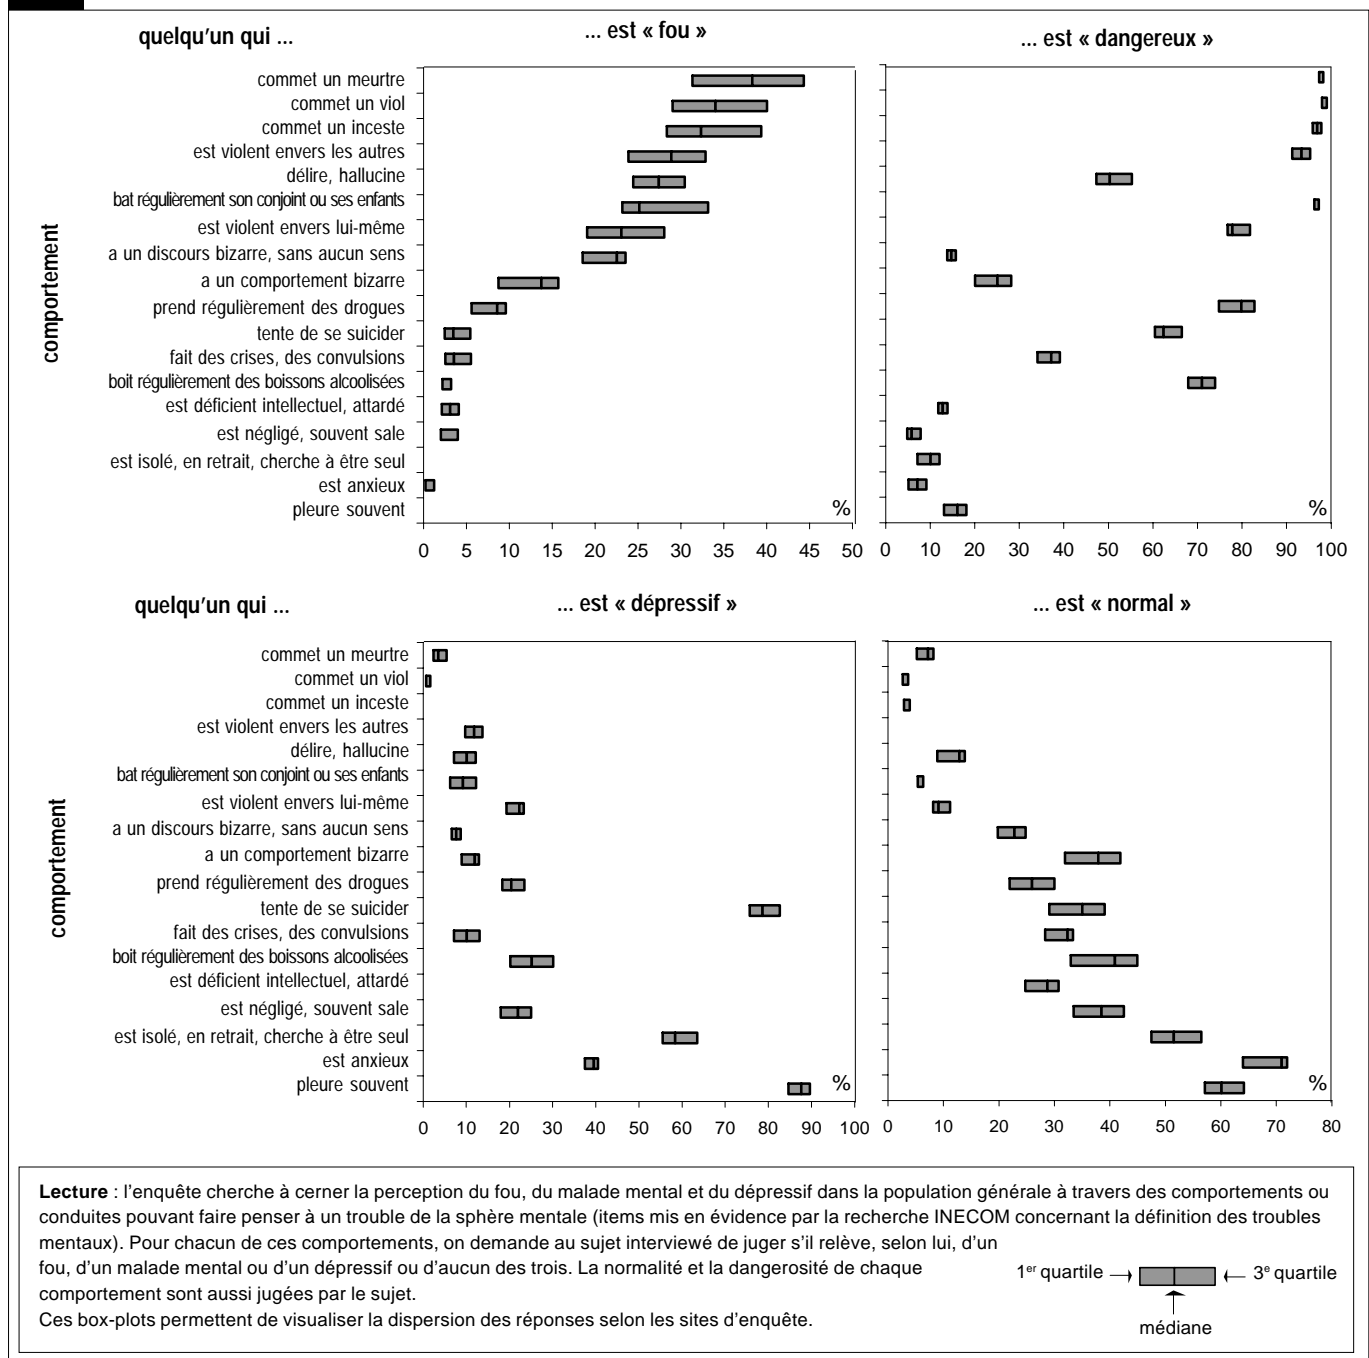 quelqu'un qui ...
... est « fou »
... est « dangereux »
comportement
commet un meurtre
commet un viol
commet un inceste
est violent envers les autres
délire, hallucine
bat régulièrement son conjoint ou ses enfants
est violent envers lui-même
a un discours bizarre, sans aucun sens
a un comportement bizarre
prend régulièrement des drogues
tente de se suicider
fait des crises, des convulsions
boit régulièrement des boissons alcoolisées
est déficient intellectuel, attardé
est négligé, souvent sale
est isolé, en retrait, cherche à être seul
est anxieux
pleure souvent
%
%
0 5 10 15 20 25 30 35 40 45 50
0 10 20 30 40 50 60 70 80 90 100
quelqu'un qui ...
... est « dépressif »
... est « normal »
comportement
commet un meurtre
commet un viol
commet un inceste
est violent envers les autres
délire, hallucine
bat régulièrement son conjoint ou ses enfants
est violent envers lui-même
a un discours bizarre, sans aucun sens
a un comportement bizarre
prend régulièrement des drogues
tente de se suicider
fait des crises, des convulsions
boit régulièrement des boissons alcoolisées
est déficient intellectuel, attardé
est négligé, souvent sale
est isolé, en retrait, cherche à être seul
est anxieux
pleure souvent
%
%
0 10 20 30 40 50 60 70 80 90 100
0 10 20 30 40 50 60 70 80
Lecture : l'enquête cherche à cerner la perception du fou, du malade mental et du dépressif dans la population générale à travers des comportements ou
conduites pouvant faire penser à un trouble de la sphère mentale (items mis en évidence par la recherche INECOM concernant la définition des troubles
mentaux). Pour chacun de ces comportements, on demande au sujet interviewé de juger s'il relève, selon lui, d'un
fou, d'un malade mental ou d'un dépressif ou d'aucun des trois. La normalité et la dangerosité de chaque
comportement sont aussi jugées par le sujet.
Ces box-plots permettent de visualiser la dispersion des réponses selon les sites d'enquête.
1er quartile
3e quartile
médiane